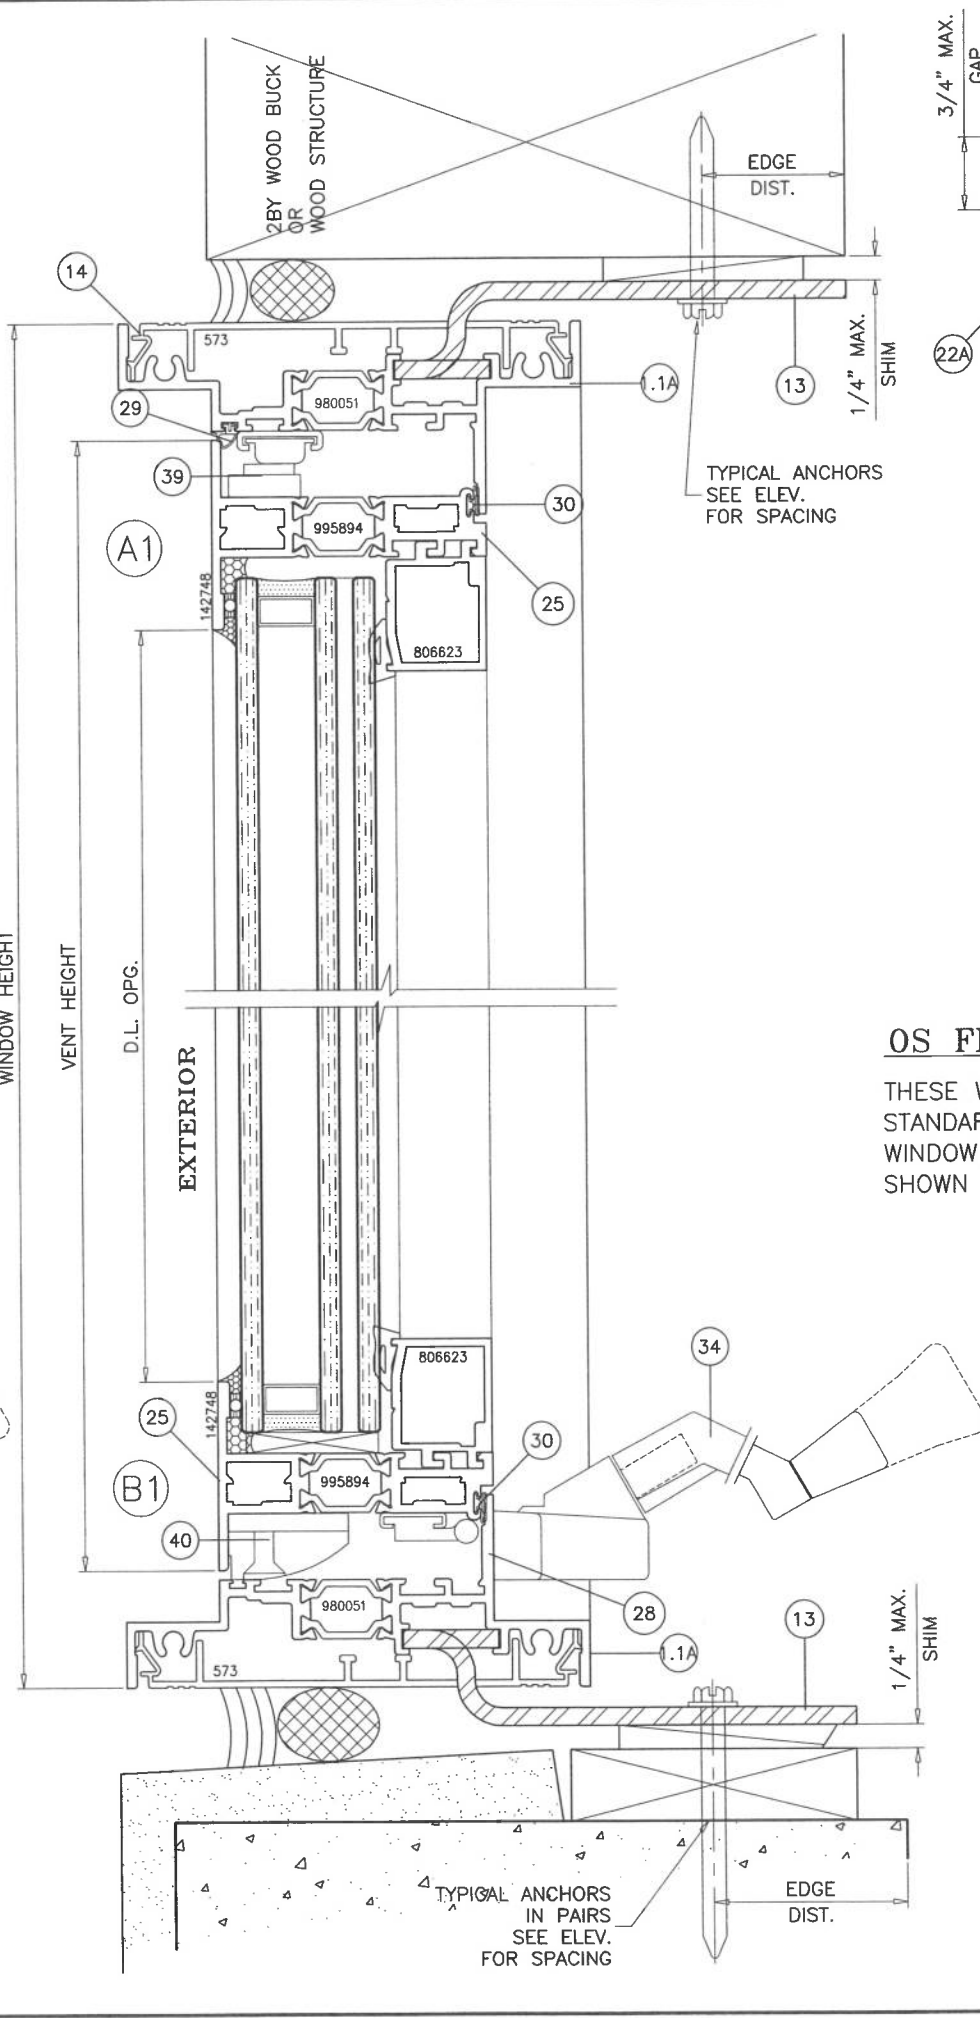 3/4" MAX.
GAP
2BY WOOD BUCK
OR
WOOD STRUCTURE
EDGE
DIST.
14
573
1.1A
13
1/4" MAX.
SHIM
22A
980051
29
39
TYPICAL ANCHORS
SEE ELEV.
FOR SPACING
30
A1
995894
25
142748
806623
WINDOW HEIGHT
VENT HEIGHT
D.L. OPG.
EXTERIOR
OS F
THESE
STANDA
WINDOW
SHOWN
34
806623
25
142748
30
B1
995894
40
28
980051
13
1/4" MAX.
SHIM
1.1A
573
TYPICAL ANCHORS
IN PAIRS
SEE ELEV.
FOR SPACING
EDGE
DIST.